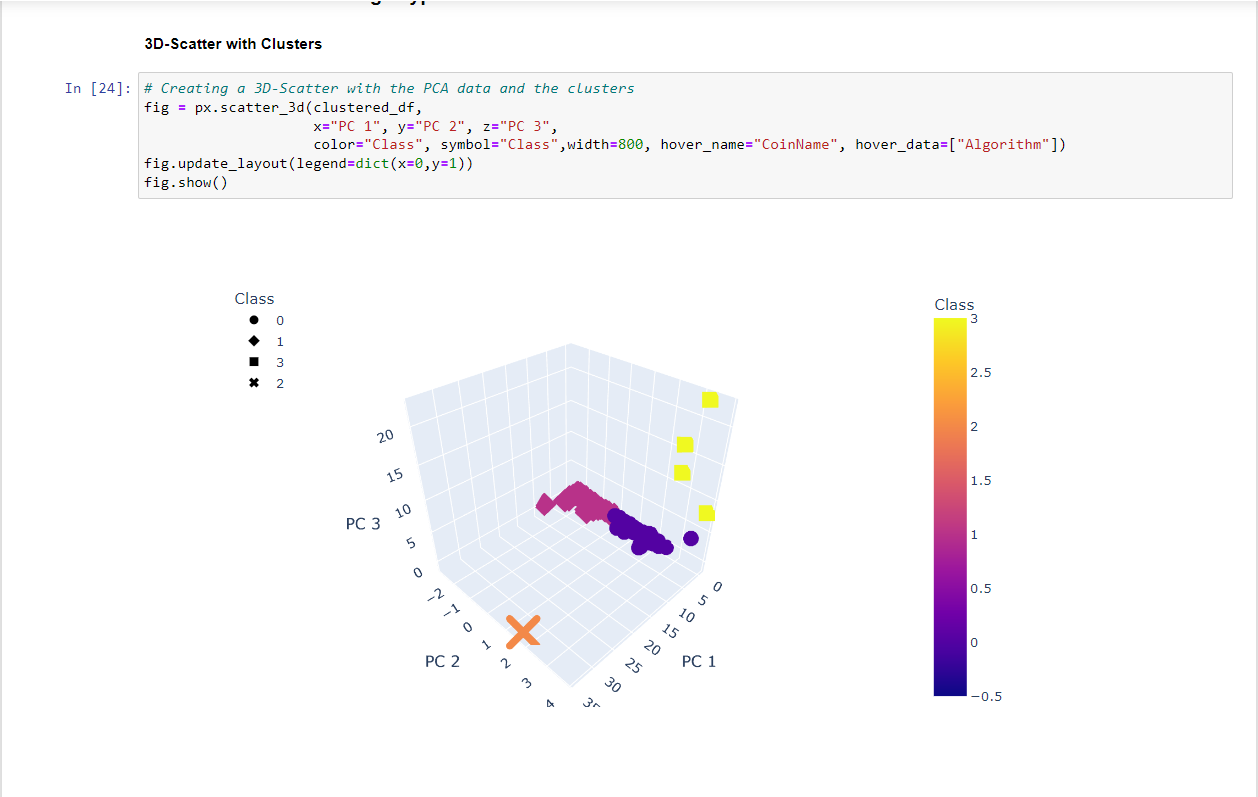 3D-Scatter with Clusters
In [24]:
# Creating a 3D-Scatter with the PCA data and the clusters
fig = px.scatter_3d(clustered_df,
x="PC 1", y="PC 2", z="PC 3",
color="Class", symbol="Class",width=800, hover_name="CoinName", hover_data=["Algorithm"])
fig.update_layout(legend=dict(x=0,y=1))
fig.show()
Class
0
1
3
2
20
15
10
5
0
PC 3
−2
−1
0
1
2
3
4
PC 2
0
5
10
15
20
25
30
35
PC 1
Class
3
2.5
2
1.5
1
0.5
0
−0.5